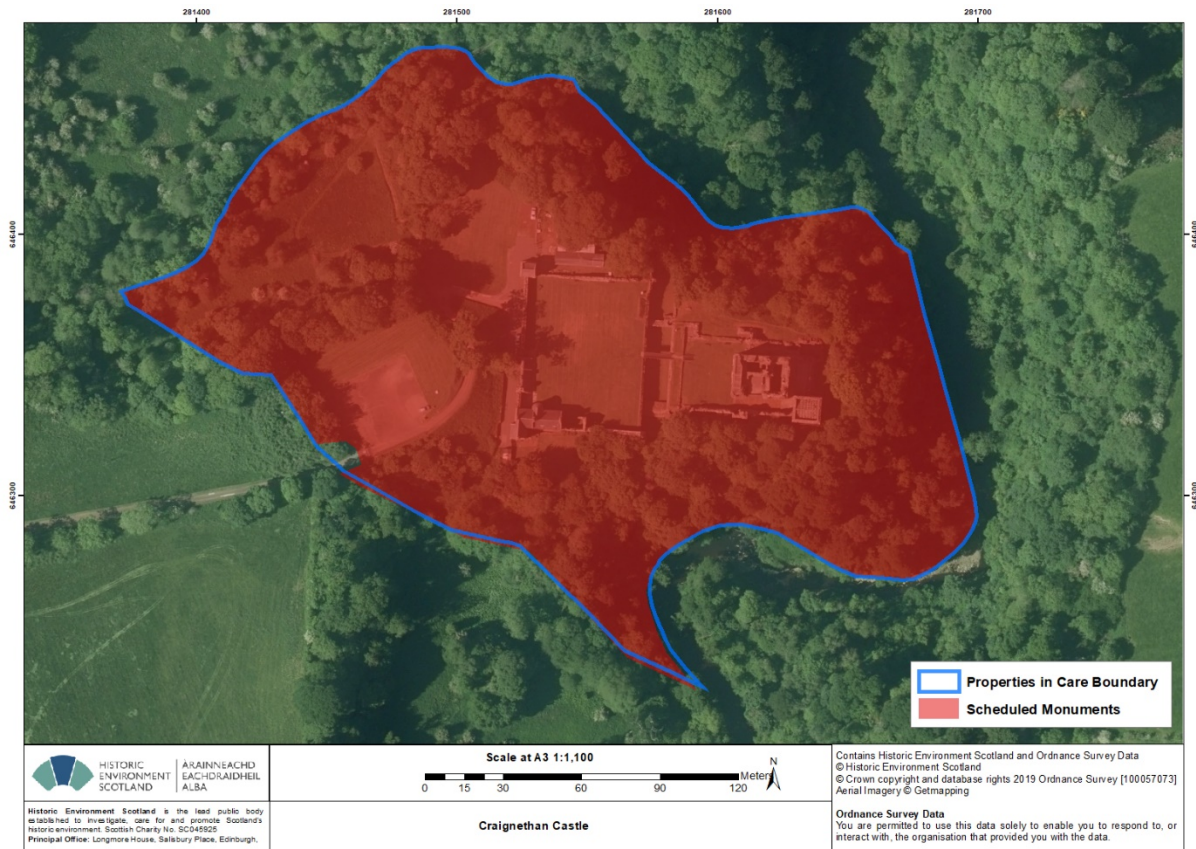 281400
281500
281600
281700
646400
646400
646300
646300
Properties in Care Boundary
Scheduled Monuments
HISTORIC
ENVIRONMENT
SCOTLAND
ÀRAINNEACHD
EACHDRAIDHEIL
ALBA
Historic Environment Scotland is the lead public body
established to investigate, care for and promote Scotland's
historic environment. Scottish Charity No. SC045925
Principal Office: Longmore House, Salisbury Place, Edinburgh,
Scale at A3 1:1,100
Meters
N
0 15 30 60 90 120
Craignethan Castle
Contains Historic Environment Scotland and Ordnance Survey Data
© Historic Environment Scotland
© Crown copyright and database rights 2019 Ordnance Survey [100057073]
Aerial Imagery © Getmapping
Ordnance Survey Data
You are permitted to use this data solely to enable you to respond to, or
interact with, the organisation that provided you with the data.